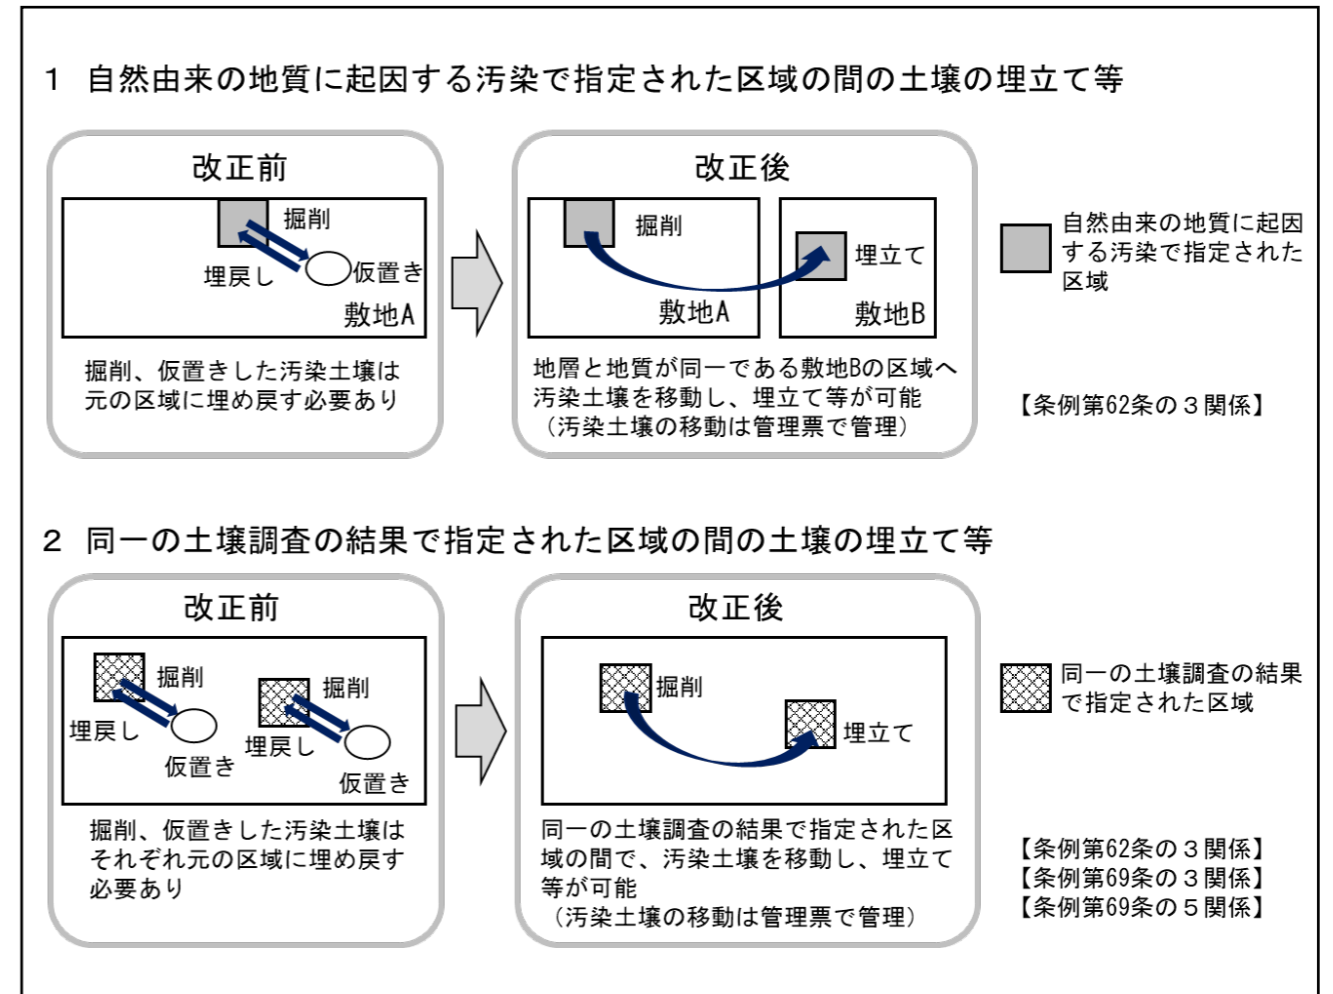 1　自然由来の地質に起因する汚染で指定された区域の間の土壌の埋立て等
改正前
掘削
埋戻し
仮置き
敷地A
掘削、仮置きした汚染土壌は
元の区域に埋め戻す必要あり
改正後
掘削
埋立て
敷地A
敷地B
地層と地質が同一である敷地Bの区域へ
汚染土壌を移動し、埋立て等が可能
（汚染土壌の移動は管理票で管理）
自然由来の地質に起因
する汚染で指定された
区域
【条例第62条の３関係】
2　同一の土壌調査の結果で指定された区域の間の土壌の埋立て等
改正前
掘削
埋戻し
仮置き
掘削
埋戻し
仮置き
掘削、仮置きした汚染土壌は
それぞれ元の区域に埋め戻す
必要あり
改正後
掘削
埋立て
同一の土壌調査の結果で指定された区
域の間で、汚染土壌を移動し、埋立て
等が可能
（汚染土壌の移動は管理票で管理）
同一の土壌調査の結果
で指定された区域
【条例第62条の３関係】
【条例第69条の３関係】
【条例第69条の５関係】